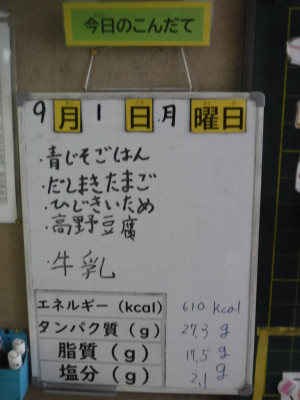 今日のこんだて
9月1日月曜日
・青じそごはん
・だしまきたまご
・ひじきいため
・高野豆腐
・牛乳
エネルギー(kcal) 610 kcal
タンパク質(g) 27.3 g
脂質(g) 17.5 g
塩分(g) 2.1 g